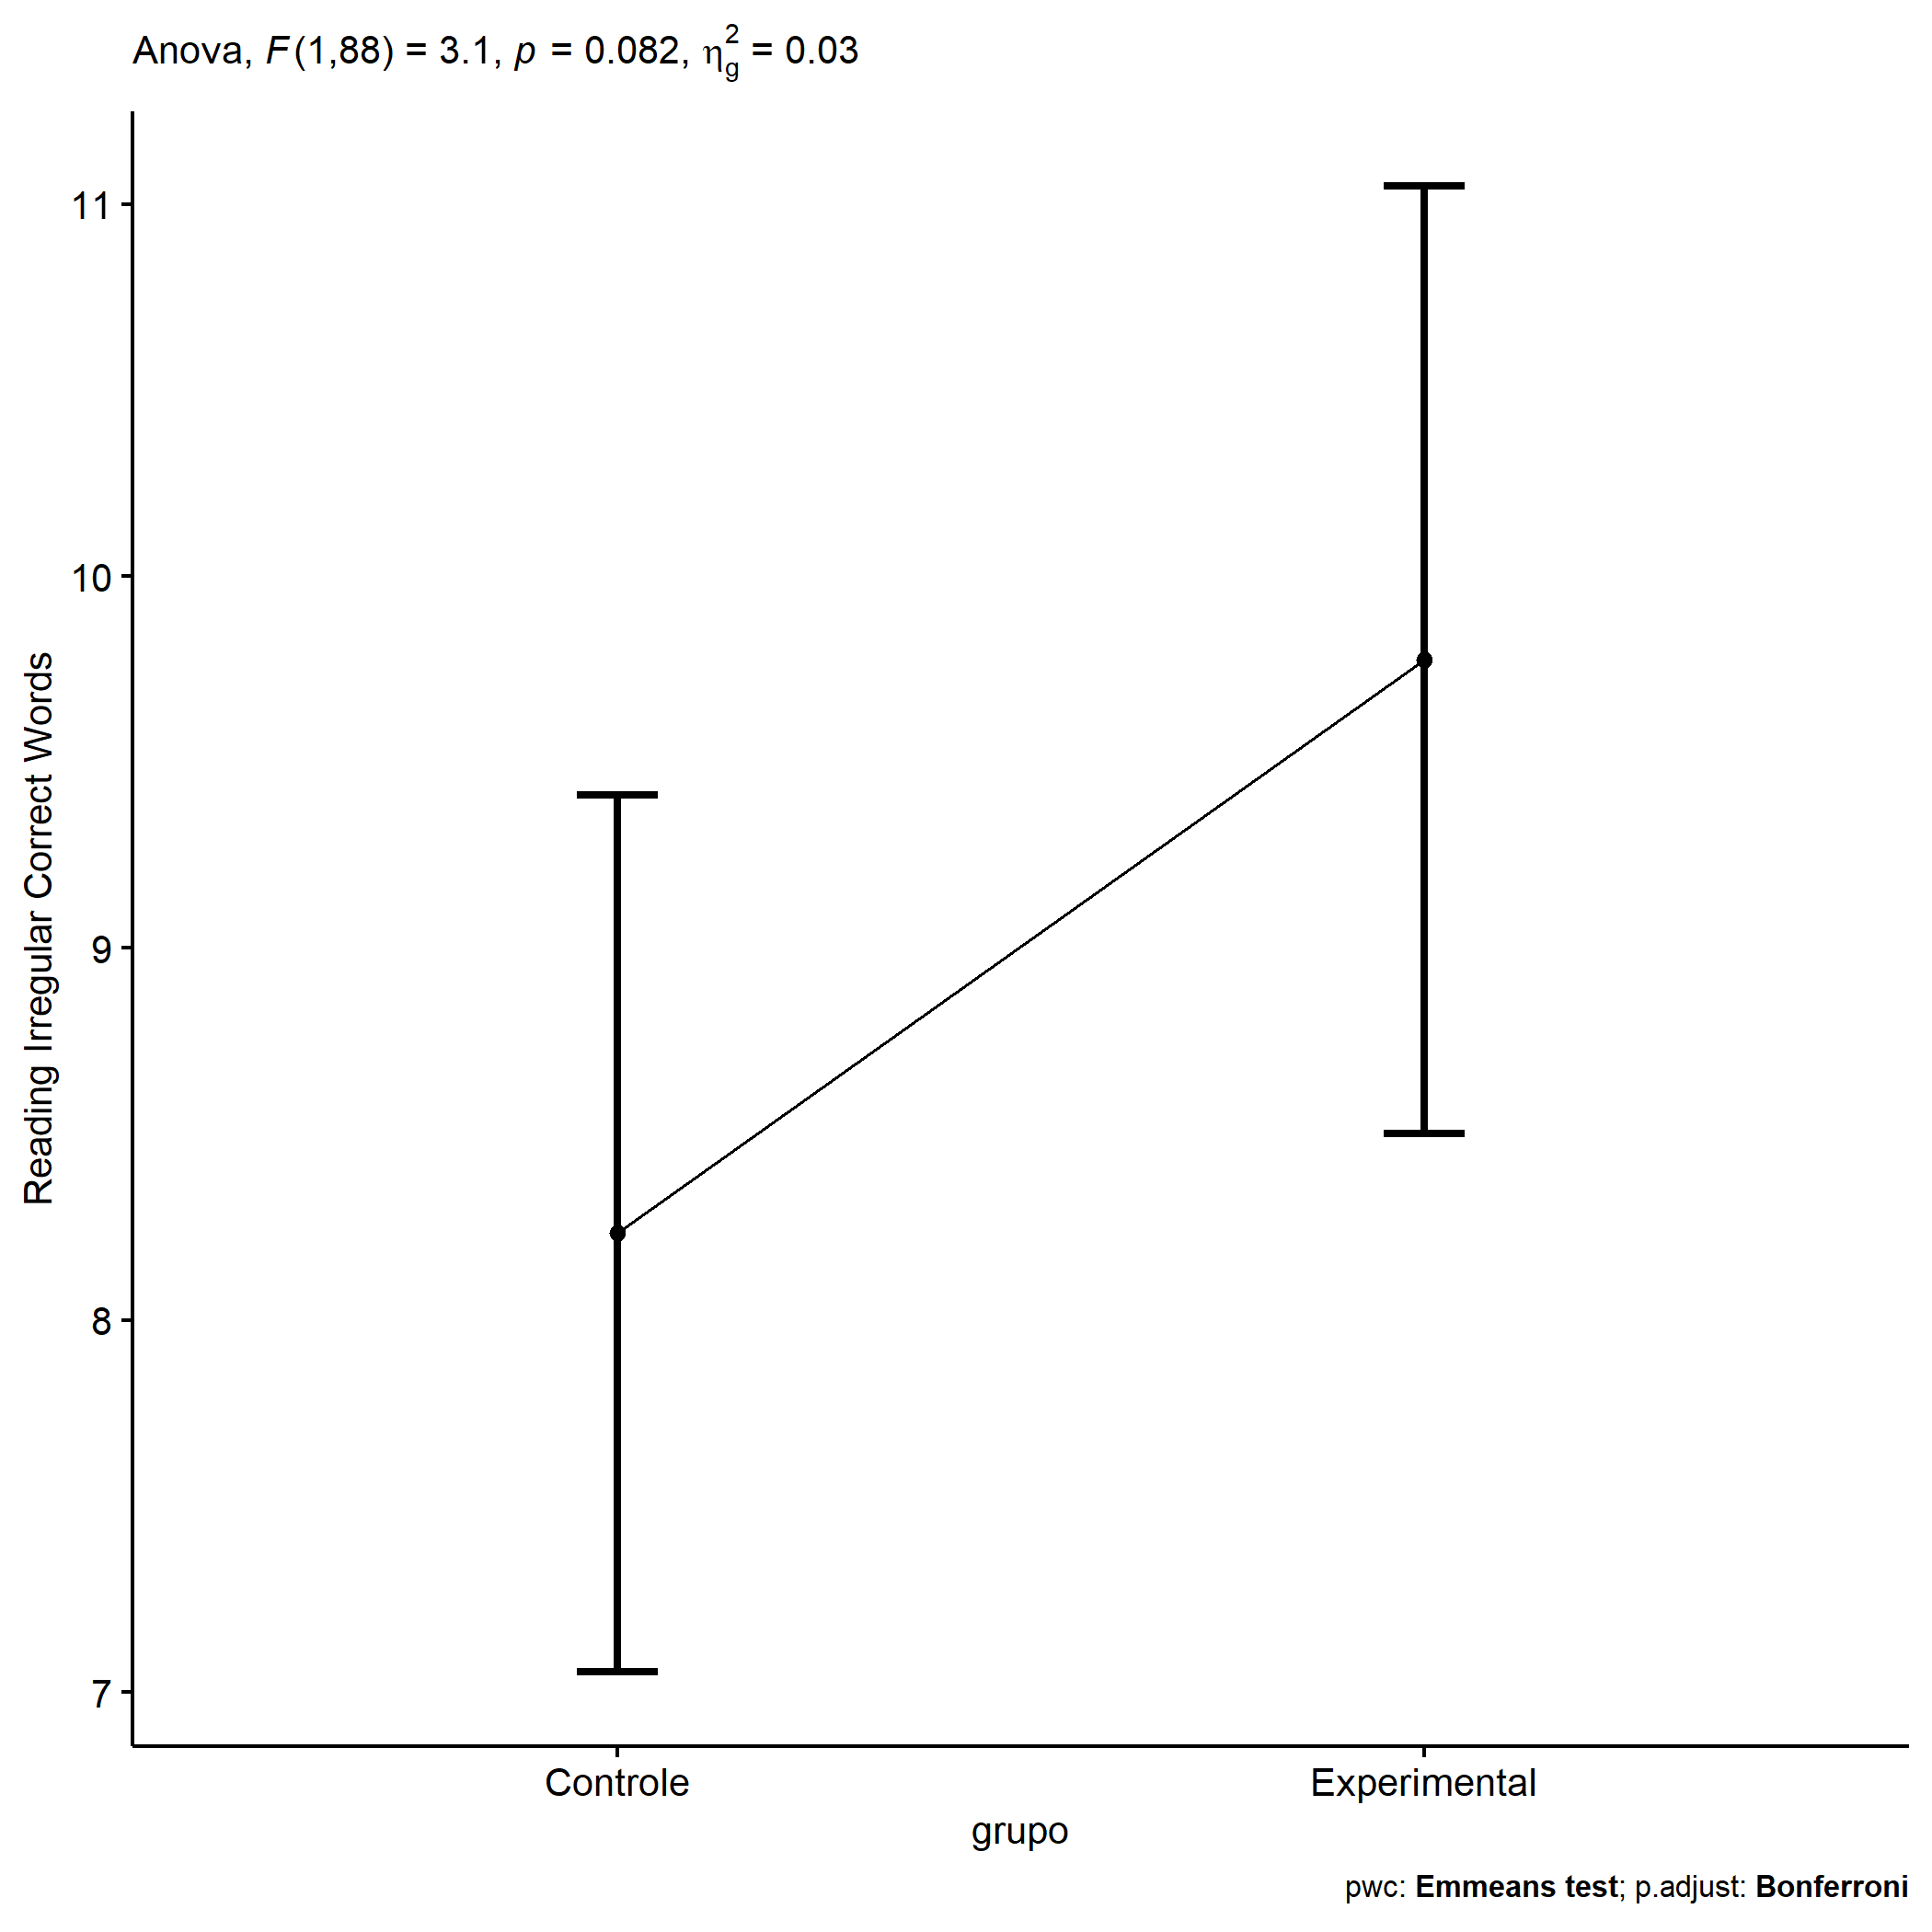 Anova, F(1,88) = 3.1, p = 0.082, η²g = 0.03
Reading Irregular Correct Words
11
10
9
8
7
Controle
Experimental
grupo
pwc: Emmeans test; p.adjust: Bonferroni